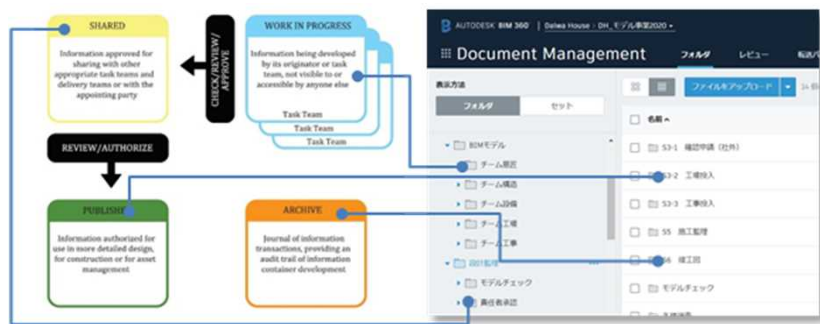 SHARED
Information approved for
sharing with other
appropriate task teams and
delivery teams or with the
appointing party
CHECK/REVIEW/
APPROVE
WORK IN PROGRESS
Information being developed
by its originator or task
team, not visible to or
accessible by anyone else
Task Team
Task Team
Task Team
REVIEW/AUTHORIZE
PUBLISHE
Information authorized for
use in more detailed design,
for construction or for asset
management
ARCHIVE
Journal of information
transactions, providing an
audit trail of information
container development
AUTODESK BIM 360 Daiwa House : DH_モデル事業2020
Document Management フォルダ レビュー
表示方法
フォルダ セット
BIMモデル
チーム意匠
チーム構造
チーム設備
チーム工場
チーム工事
設計監理
モデルチェック
責任者承認
ファイルをアップロード
名前
S3-1 確認申請（社外）
S3-2 工場投入
S3-3 工事投入
S5 施工監理
S6 竣工図
モデルチェック